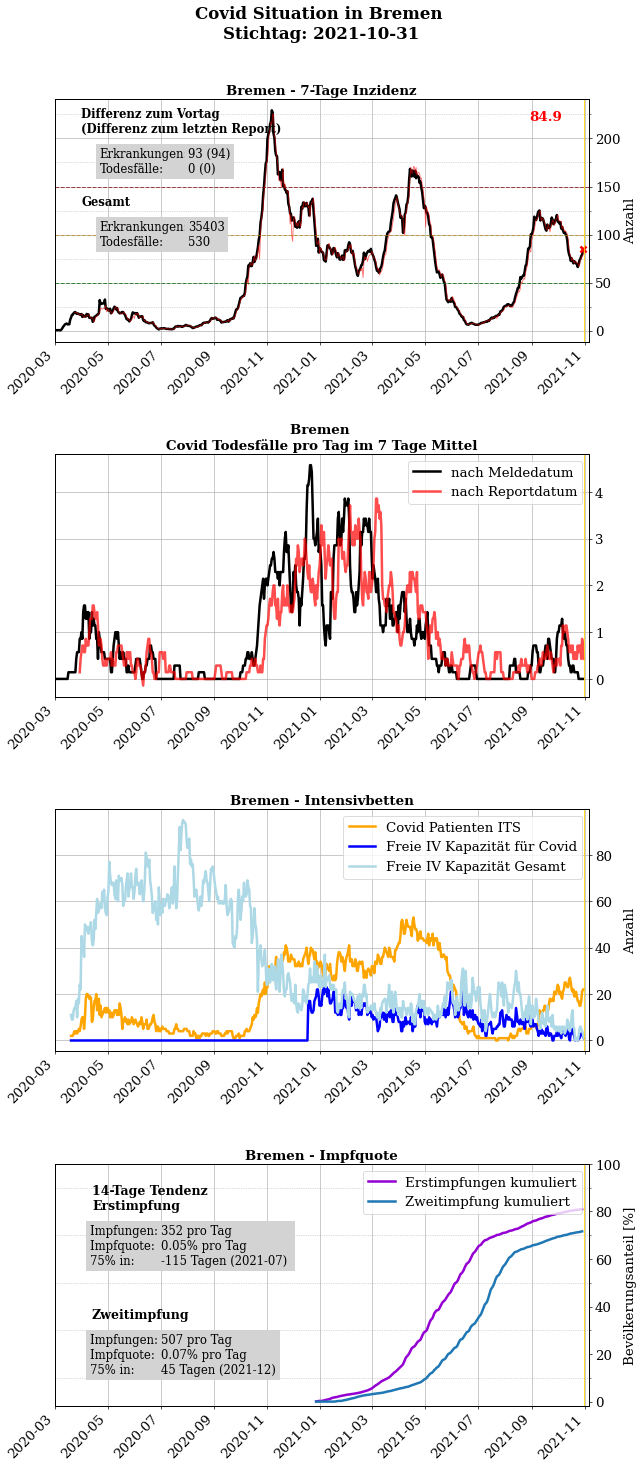 Covid Situation in Bremen
Stichtag: 2021-10-31
Bremen - 7-Tage Inzidenz
Differenz zum Vortag
(Differenz zum letzten Report)
Erkrankungen 93 (94)
Todesfälle: 0 (0)
Gesamt
Erkrankungen 35403
Todesfälle: 530
84.9
200
150
100
50
0
Anzahl
2020-03 2020-05 2020-07 2020-09 2020-11 2021-01 2021-03 2021-05 2021-07 2021-09 2021-11
Bremen
Covid Todesfälle pro Tag im 7 Tage Mittel
nach Meldedatum
nach Reportdatum
4
3
2
1
0
2020-03 2020-05 2020-07 2020-09 2020-11 2021-01 2021-03 2021-05 2021-07 2021-09 2021-11
Bremen - Intensivbetten
Covid Patienten ITS
Freie IV Kapazität für Covid
Freie IV Kapazität Gesamt
80
60
40
20
0
Anzahl
2020-03 2020-05 2020-07 2020-09 2020-11 2021-01 2021-03 2021-05 2021-07 2021-09 2021-11
Bremen - Impfquote
14-Tage Tendenz
Erstimpfung
Impfungen: 352 pro Tag
Impfquote: 0.05% pro Tag
75% in: -115 Tagen (2021-07)
Zweitimpfung
Impfungen: 507 pro Tag
Impfquote: 0.07% pro Tag
75% in: 45 Tagen (2021-12)
Erstimpfungen kumuliert
Zweitimpfung kumuliert
100
80
60
40
20
0
Bevölkerungsanteil [%]
2020-03 2020-05 2020-07 2020-09 2020-11 2021-01 2021-03 2021-05 2021-07 2021-09 2021-11